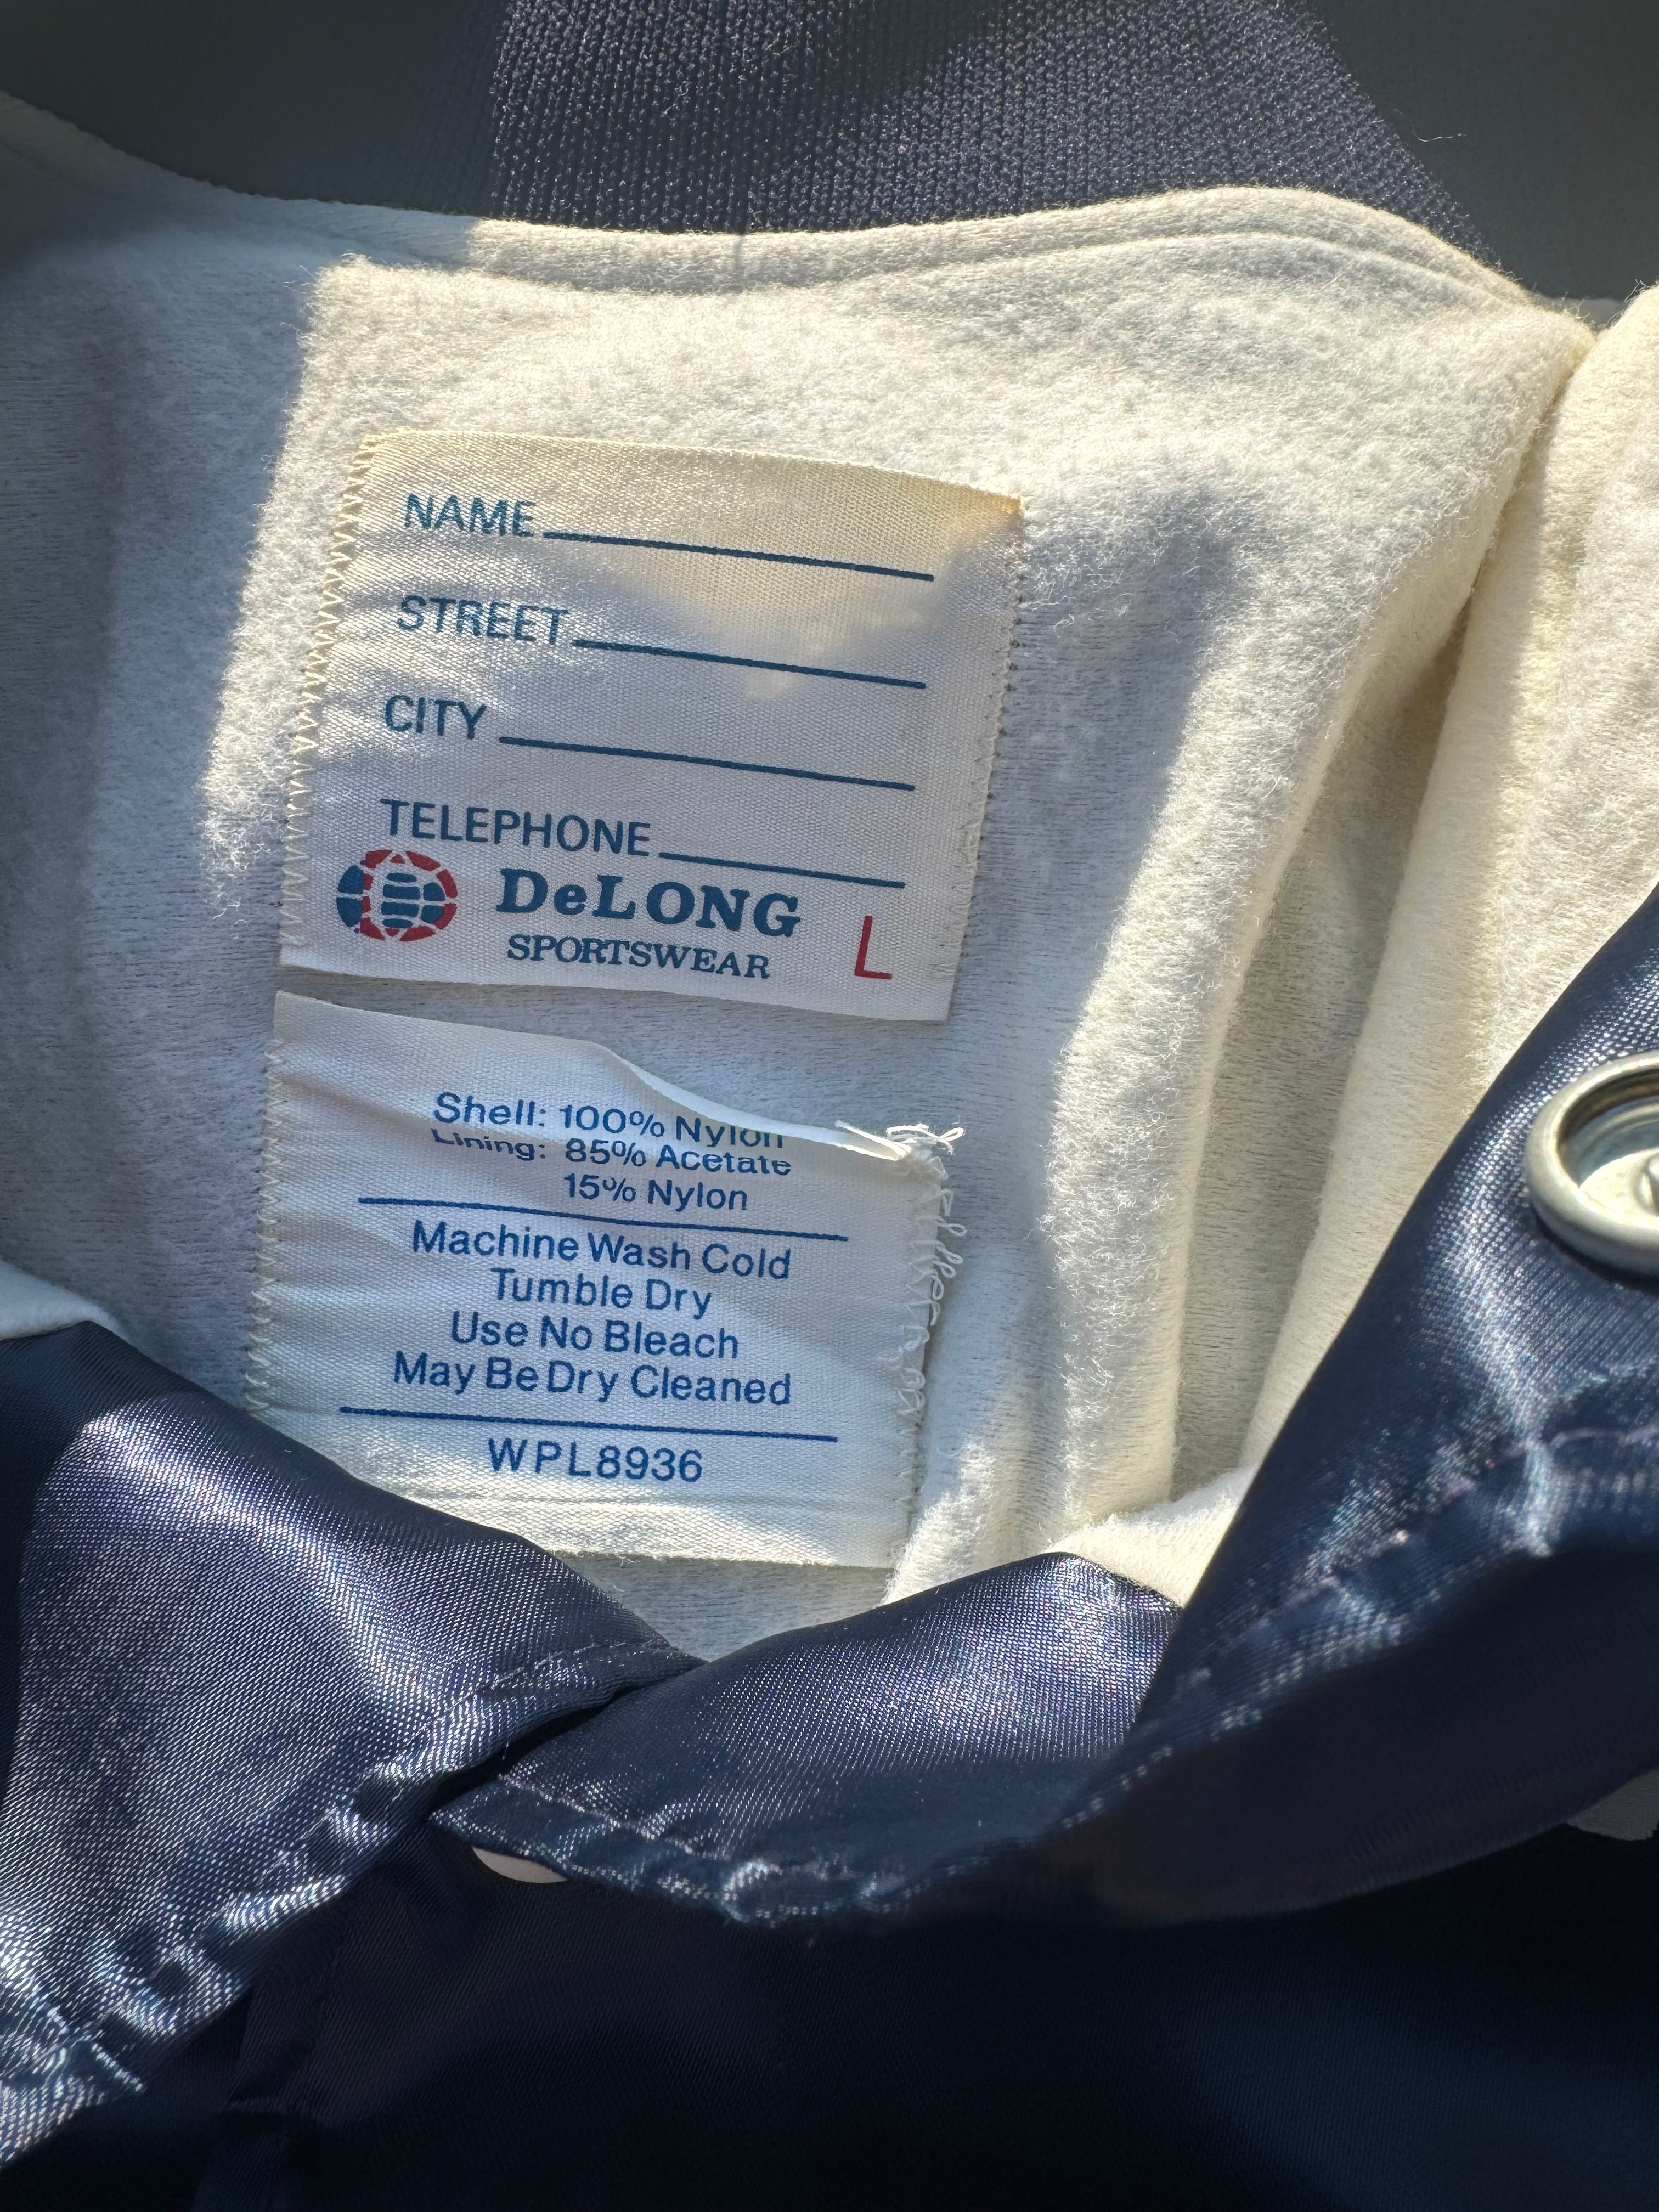 NAME
STREET
CITY
TELEPHONE
DeLONG
SPORTSWEAR
L
Shell: 100% Nylon
Lining: 85% Acetate
15% Nylon
Machine Wash Cold
Tumble Dry
Use No Bleach
May Be Dry Cleaned
WPL8936